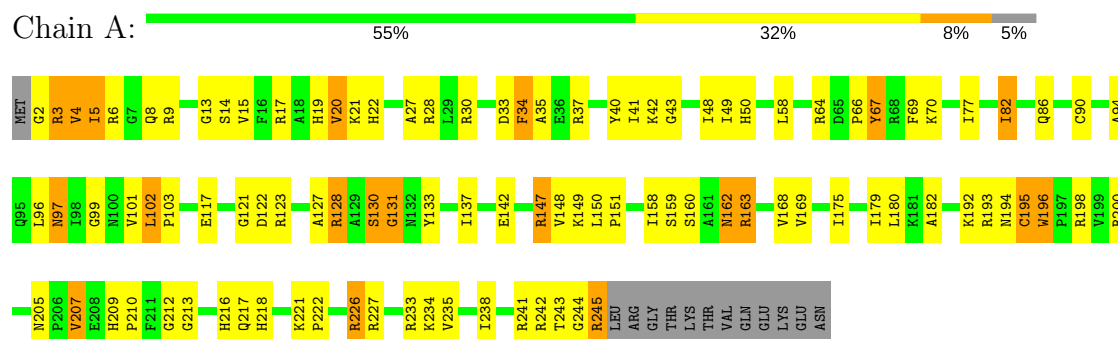 Chain A:
55% 32% 8% 5%
MET G2 R3 V4 I5 R6 G7 Q8 R9 G13 S14 V15 F16 R17 A18 H19 V20 K21 H22 A27 R28 L29 R30 D33 F34 A35 E36 R37 Y40 I41 K42 G43 I48 I49 H50 L58 R64 D65 P66 Y67 R68 F69 K70 I77 I82 Q86 C90 A94
Q95 L96 N97 I98 G99 N100 V101 L102 P103 E117 G121 D122 R123 A127 R128 A129 S130 G131 N132 Y133 I137 E142 R147 V148 K149 L150 P151 I158 S159 S160 A161 N162 R163 V168 V169 I175 I179 L180 K181 A182 K192 R193 N194 C195 W196 P197 R198 V199
N205 P206 V207 E208 H209 P210 F211 G212 G213 H216 Q217 H218 K221 P222 R226 R227 R233 K234 V235 I238 R241 R242 T243 G244 R245 LEU ARG GLY THR LYS THR VAL GLN GLU LYS GLU ASN